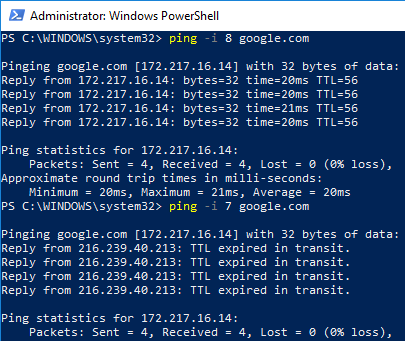 Administrator: Windows PowerShell
PS C:\WINDOWS\system32> ping -i 8 google.com
Pinging google.com [172.217.16.14] with 32 bytes of data:
Reply from 172.217.16.14: bytes=32 time=20ms TTL=56
Reply from 172.217.16.14: bytes=32 time=20ms TTL=56
Reply from 172.217.16.14: bytes=32 time=21ms TTL=56
Reply from 172.217.16.14: bytes=32 time=20ms TTL=56
Ping statistics for 172.217.16.14:
Packets: Sent = 4, Received = 4, Lost = 0 (0% loss),
Approximate round trip times in milli-seconds:
Minimum = 20ms, Maximum = 21ms, Average = 20ms
PS C:\WINDOWS\system32> ping -i 7 google.com
Pinging google.com [172.217.16.14] with 32 bytes of data:
Reply from 216.239.40.213: TTL expired in transit.
Reply from 216.239.40.213: TTL expired in transit.
Reply from 216.239.40.213: TTL expired in transit.
Reply from 216.239.40.213: TTL expired in transit.
Ping statistics for 172.217.16.14:
Packets: Sent = 4, Received = 4, Lost = 0 (0% loss),